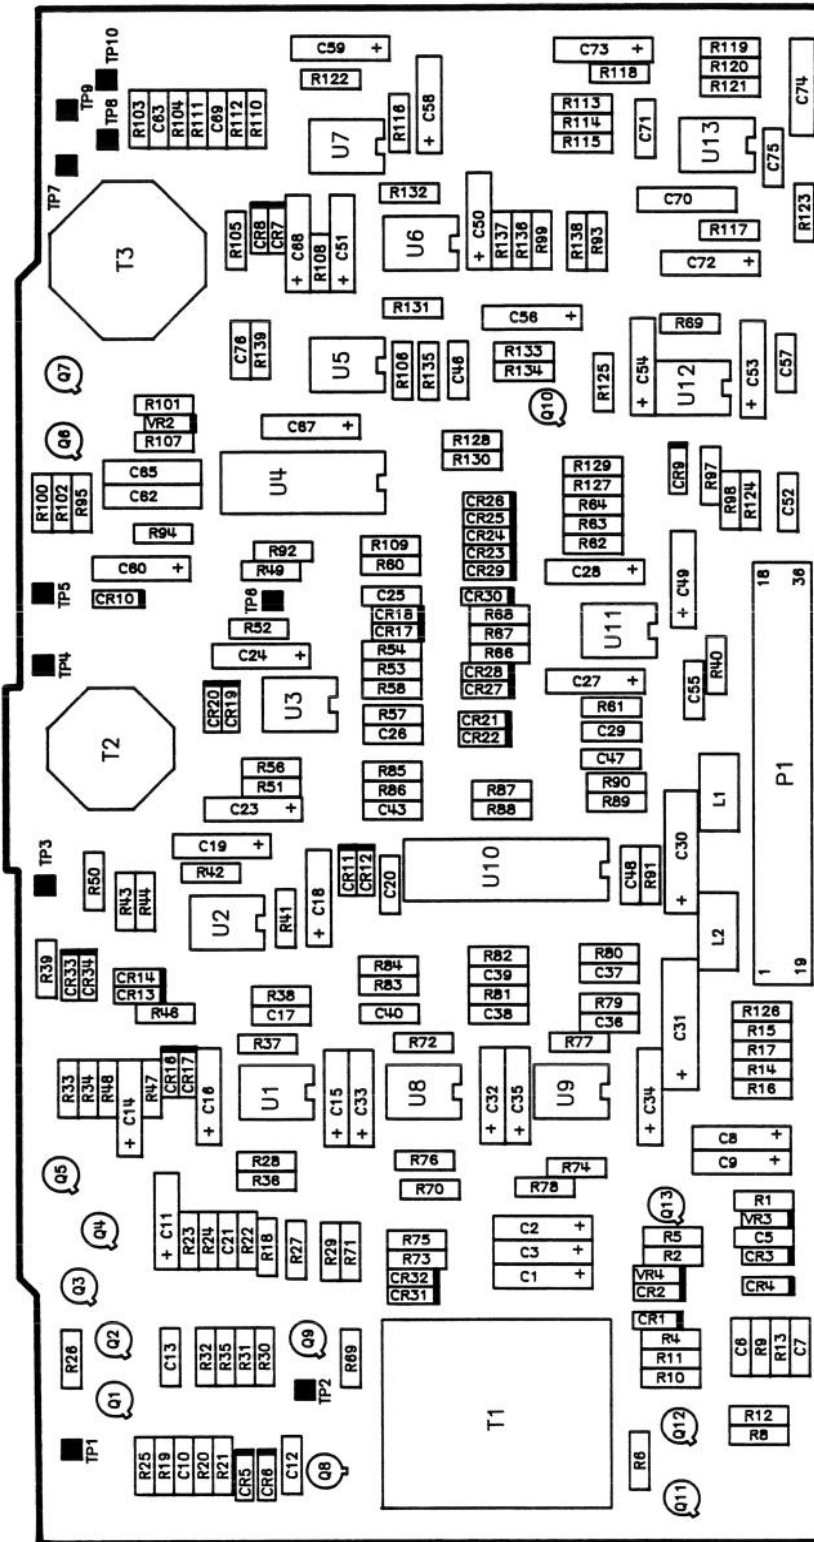 TP10
TP9
TP8
TP7
C59 +
R122
C73 +
R118
R119
R120
R121
C74
R103
C63
R104
R111
C69
R112
R110
U7
R116
+ C58
R113
R114
R115
C71
U13
C75
T3
R132
C70
R123
R105
CR8
CR7
+ C68
R108
+ C51
U6
+ C50
R137
R136
R99
R138
R93
R117
C72 +
R131
C56 +
R69
C76
R139
U5
R106
R135
C46
R133
R134
R125
+ C54
U12
+ C53
C57
Q7
Q10
R101
VR2
R107
Q6
C67 +
R128
R130
C65
C62
U4
R129
R127
R64
R63
R62
CR9
R97
R98
R124
C52
R100
R102
R95
CR26
CR25
CR24
CR23
CR29
R94
R92
R49
R109
R60
C60 +
C28 +
+ C49
18
36
TP5
CR10
TP6
C25
CR30
CR18
CR17
R68
R67
R66
U11
R52
C24 +
R54
R53
R58
CR28
CR27
C27 +
R40
C55
TP4
CR20
CR19
U3
R57
C26
CR21
CR22
R61
C29
C47
T2
R56
R51
C23 +
R85
R86
C43
R87
R88
R90
R89
L1
P1
C19 +
R42
+ C30
TP3
R50
R43
R44
U2
R41
+ C18
CR11
CR12
C20
U10
C48
R91
L2
R39
CR33
CR34
CR14
CR13
R46
R38
C17
R84
R83
C40
R82
C39
R81
C38
R80
C37
R79
C36
1
19
+ C31
R37
R72
R77
R126
R15
R17
R14
R16
R33
R34
R48
+ C14
R47
CR16
CR17
+ C16
U1
+ C15
+ C33
U8
+ C32
+ C35
U9
+ C34
C8 +
C9 +
R28
R36
R76
R70
R74
R78
Q5
Q4
+ C11
R23
R24
C21
R22
R18
R27
R29
R71
R75
R73
CR32
CR31
C2 +
C3 +
C1 +
Q13
R5
R2
VR4
CR2
R1
VR3
C5
CR3
CR4
Q3
Q2
R26
C13
R32
R35
R31
R30
Q9
R69
TP2
CR1
R4
R11
R10
C6
R9
R13
C7
Q1
T1
Q12
R12
R8
R6
TP1
R25
R19
C10
R20
R21
CR5
CR6
C12
Q8
Q11